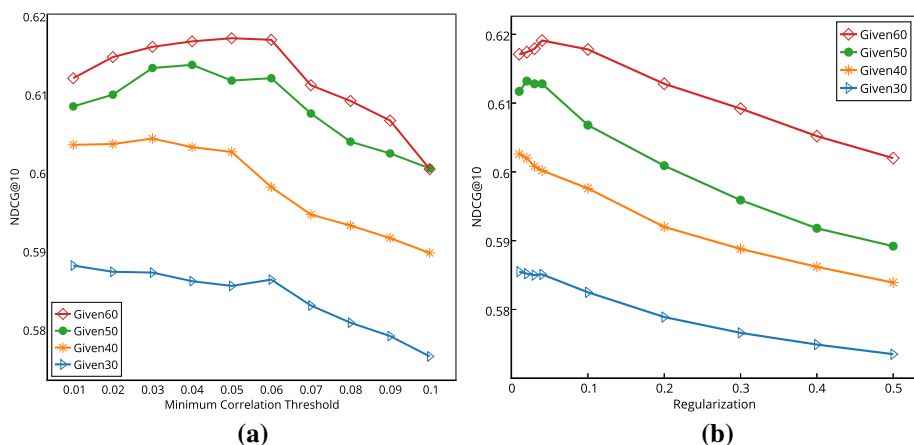 0.62
0.61
0.6
0.59
0.58
NDCG@10
Given60
Given50
Given40
Given30
0.01 0.02 0.03 0.04 0.05 0.06 0.07 0.08 0.09 0.1
Minimum Correlation Threshold
(a)
0.62
0.61
0.6
0.59
0.58
NDCG@10
Given60
Given50
Given40
Given30
0 0.1 0.2 0.3 0.4 0.5
Regularization
(b)